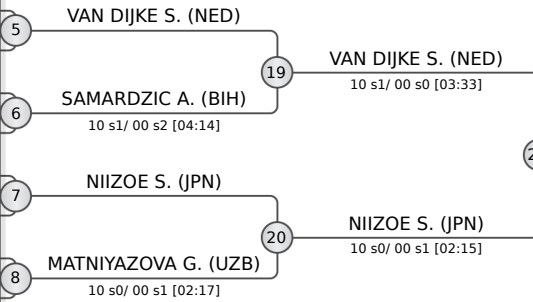 VAN DIJKE S. (NED)
5
19
VAN DIJKE S. (NED)
10 s1/ 00 s0 [03:33]
SAMARDZIC A. (BIH)
6
10 s1/ 00 s2 [04:14]
NIIZOE S. (JPN)
7
20
NIIZOE S. (JPN)
10 s0/ 00 s1 [02:15]
MATNIYAZOVA G. (UZB)
8
10 s0/ 00 s1 [02:17]